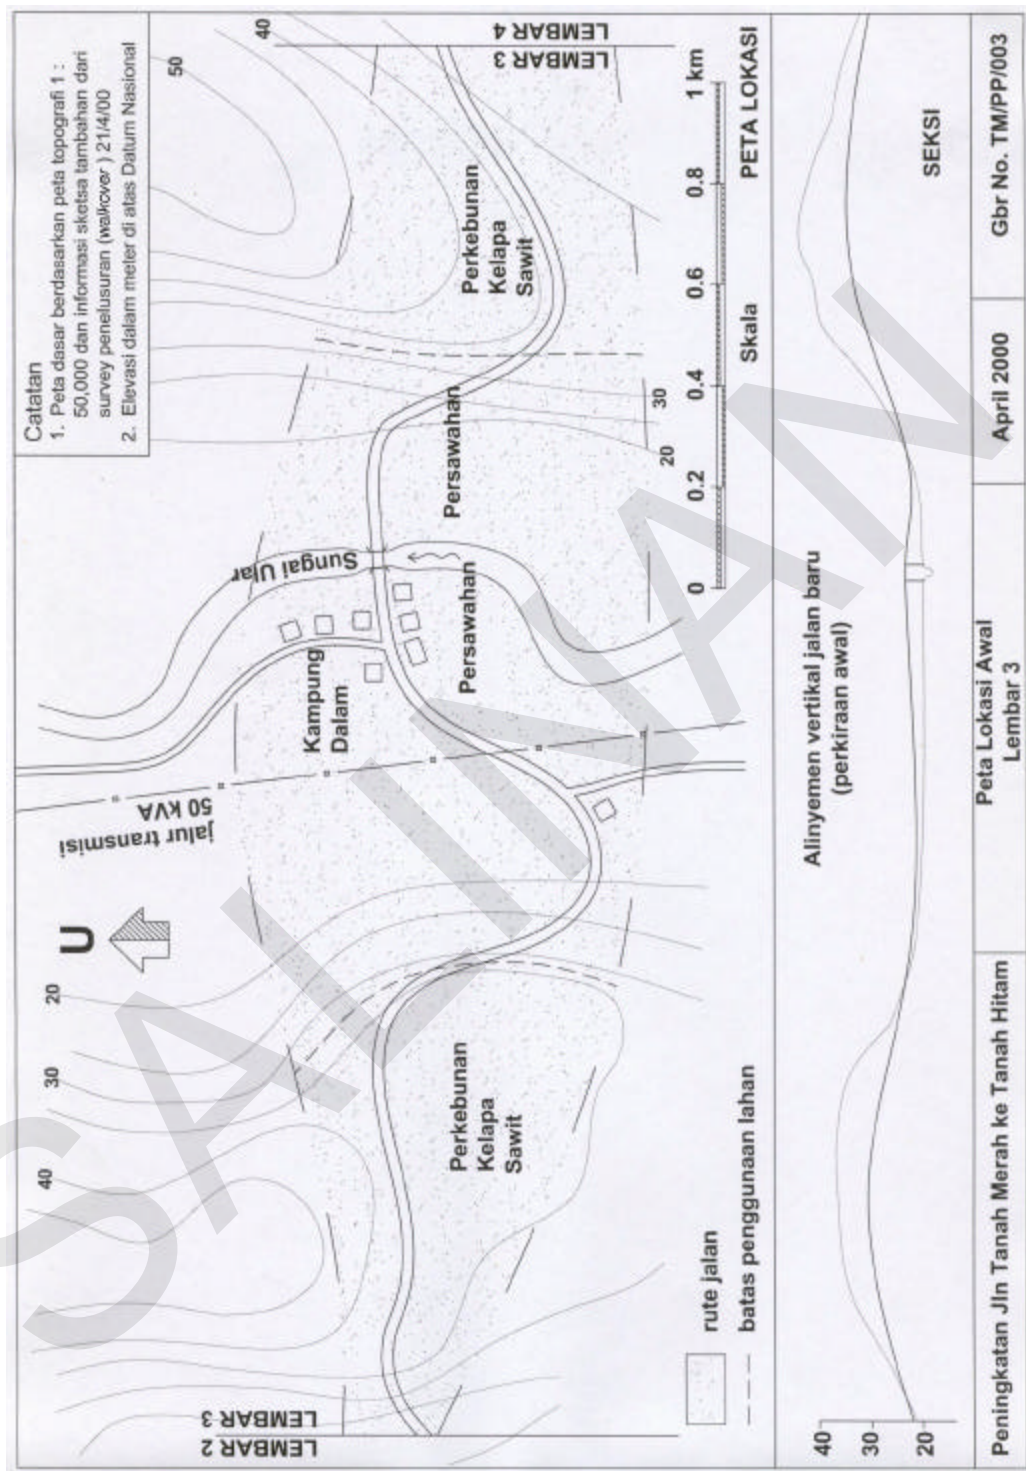 Catatan
1. Peta dasar berdasarkan peta topografi 1 :
50,000 dan informasi sketsa tambahan dari
survey penelusuran (walkover ) 21/4/00
2. Elevasi dalam meter di atas Datum Nasional
U
40
30
20
50
40
jalur transmisi
50 kVA
Sungai Ular
Kampung
Dalam
Perkebunan
Kelapa
Sawit
Persawahan
Persawahan
Perkebunan
Kelapa
Sawit
20
30
LEMBAR 2
LEMBAR 3
LEMBAR 3
LEMBAR 4
rute jalan
batas penggunaan lahan
0
0.2
0.4
0.6
0.8
1 km
Skala
PETA LOKASI
Alinyemen vertikal jalan baru
(perkiraan awal)
40
30
20
SEKSI
Peningkatan Jln Tanah Merah ke Tanah Hitam
Peta Lokasi Awal
Lembar 3
April 2000
Gbr No. TM/PP/003
SALINAN